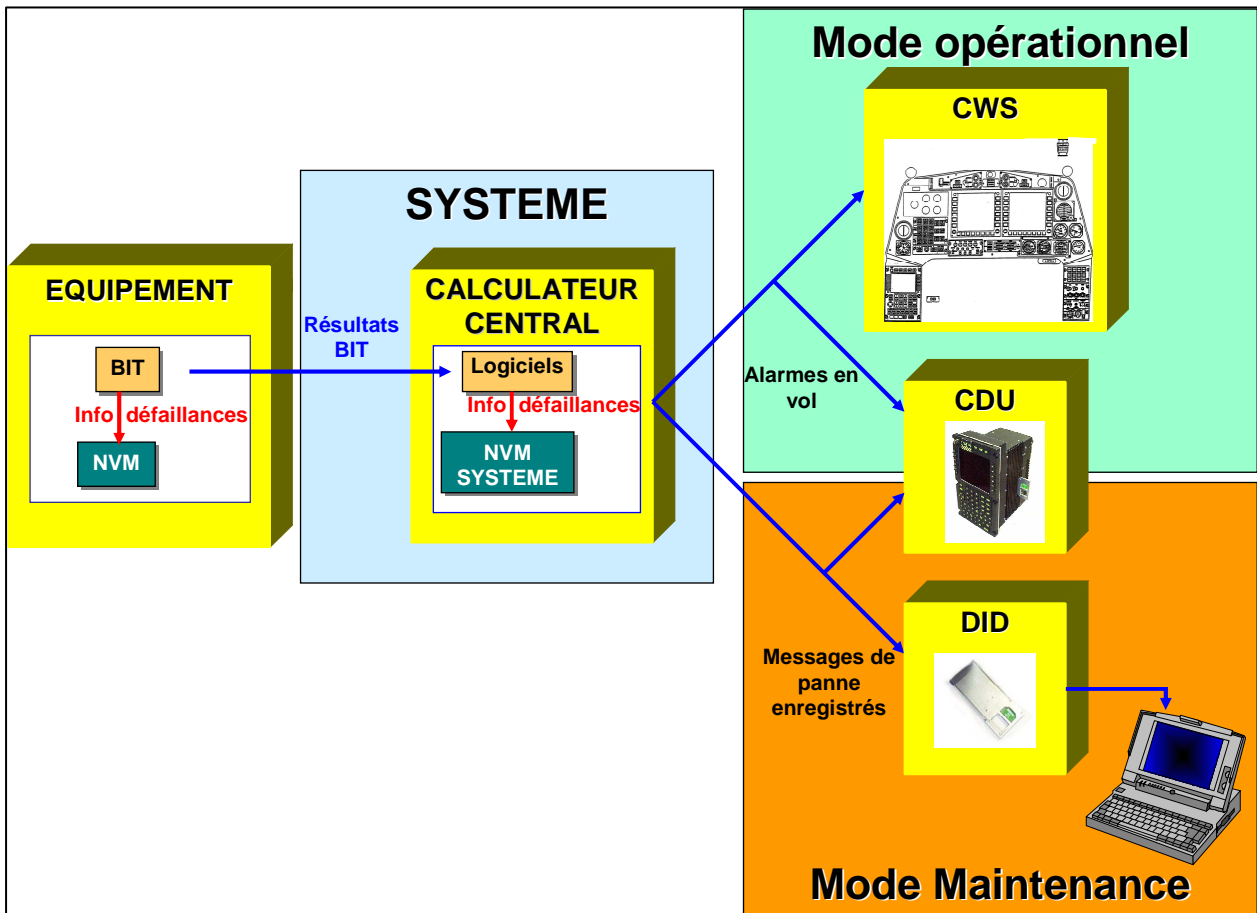 Mode opérationnel
CWS
SYSTEME
EQUIPEMENT
BIT
Info défaillances
NVM
Résultats
BIT
CALCULATEUR
CENTRAL
Logiciels
Info défaillances
NVM
SYSTEME
Alarmes en
vol
CDU
DID
Messages de
panne
enregistrés
Mode Maintenance